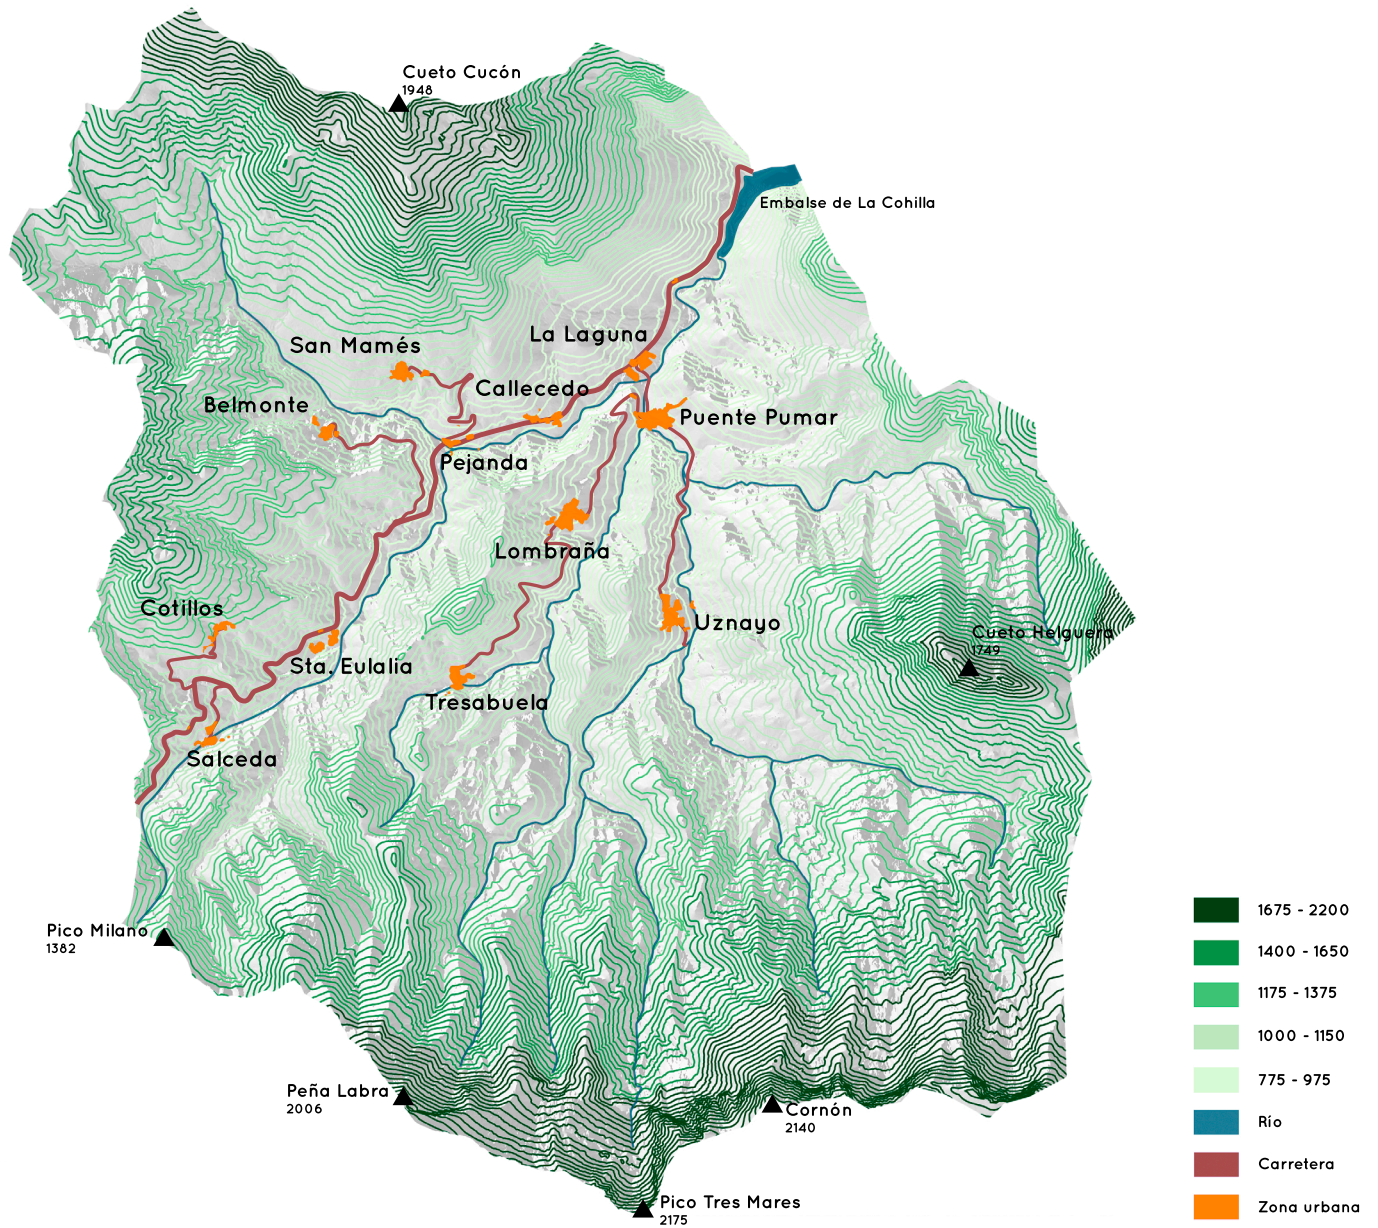 Cueto Cucón
1948
Embalse de La Cohilla
La Laguna
San Mamés
Callecedo
Belmonte
Puente Pumar
Pejanda
Lombraña
Cotillos
Uznayo
Cueto Helguera
1749
Sta. Eulalia
Tresabuela
Salceda
Pico Milano
1382
Peña Labra
2006
Cornón
2140
Pico Tres Mares
2175
1675 - 2200
1400 - 1650
1175 - 1375
1000 - 1150
775 - 975
Río
Carretera
Zona urbana